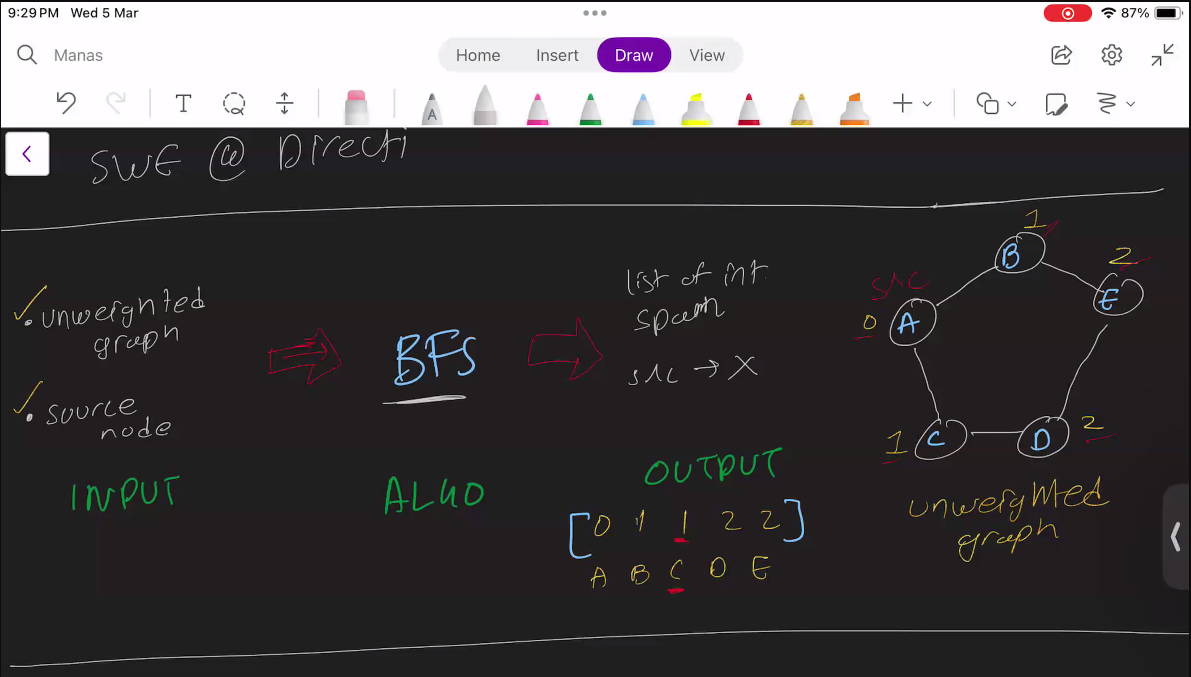 9:29 PM Wed 5 Mar
87%
Manas
Home Insert Draw View
T
A
SWE @ Directi
unweighted
graph
source
node
INPUT
BFS
ALGO
list of int
src → X
OUTPUT
[0 1 1 2 2]
A B C D E
src
0 A
B 1
E 2
1 C
D 2
unweighted
graph